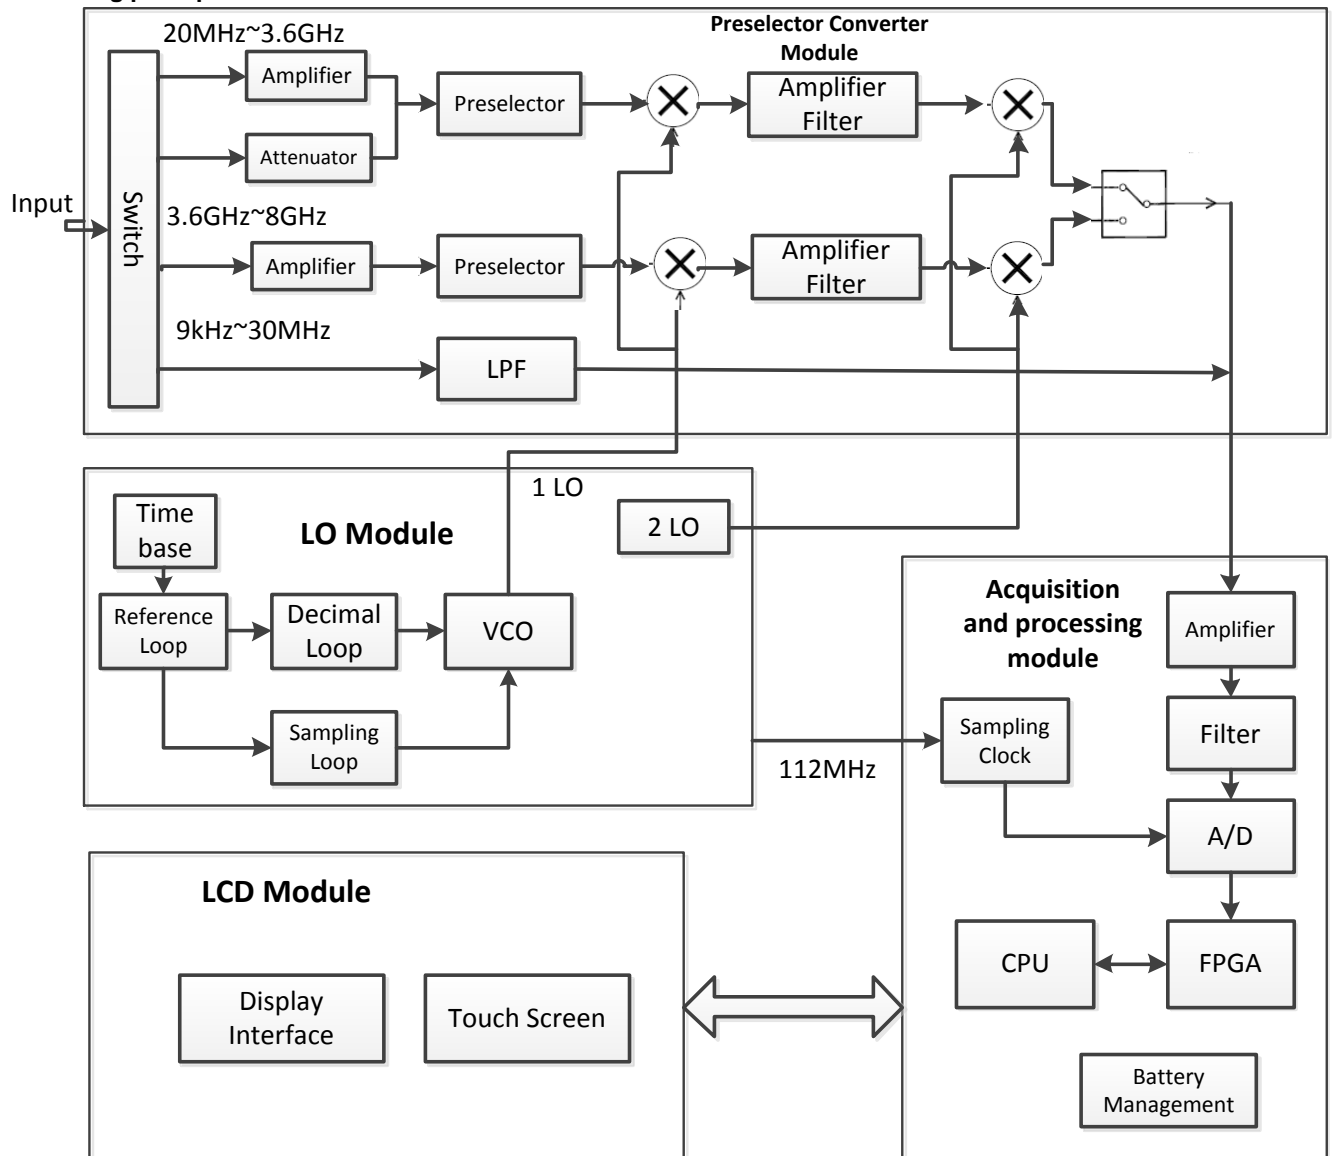 20MHz~3.6GHz
Preselector Converter
Module
Amplifier
Preselector
Amplifier
Filter
Attenuator
Input
Switch
3.6GHz~8GHz
Amplifier
Preselector
Amplifier
Filter
9kHz~30MHz
LPF
1 LO
Time
base
LO Module
2 LO
Reference
Loop
Decimal
Loop
VCO
Sampling
Loop
112MHz
Acquisition
and processing
module
Amplifier
Sampling
Clock
Filter
A/D
CPU
FPGA
Battery
Management
LCD Module
Display
Interface
Touch Screen